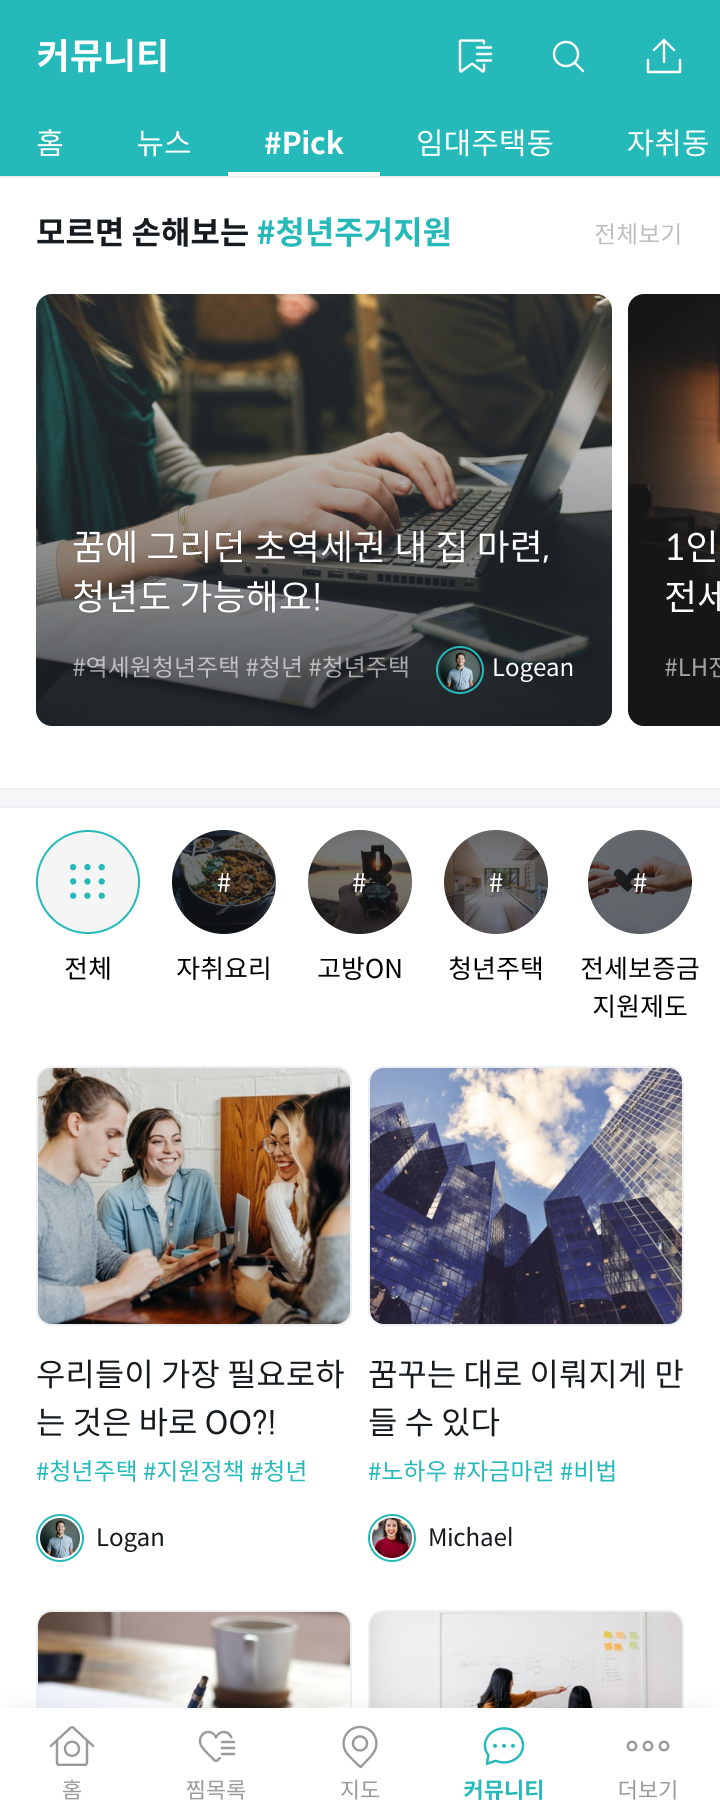 커뮤니티
홈 뉴스 #Pick 임대주택동 자취동
모르면 손해보는 #청년주거지원 전체보기
꿈에 그리던 초역세권 내 집 마련,
청년도 가능해요!
#역세원청년주택 #청년 #청년주택 Logean
1인
전세
#LH전
전체
# 자취요리
# 고방ON
# 청년주택
# 전세보증금
지원제도
우리들이 가장 필요로하
는 것은 바로 OO?!
#청년주택 #지원정책 #청년
Logan
꿈꾸는 대로 이뤄지게 만
들 수 있다
#노하우 #자금마련 #비법
Michael
홈 찜목록 지도 커뮤니티 더보기